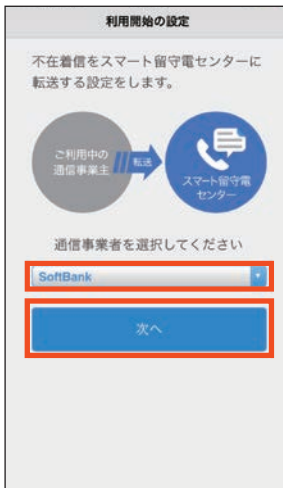 利用開始の設定
不在着信をスマート留守電センターに
転送する設定をします。
ご利用中の
通信事業主
転送
スマート留守電
センター
通信事業者を選択してください
SoftBank
次へ